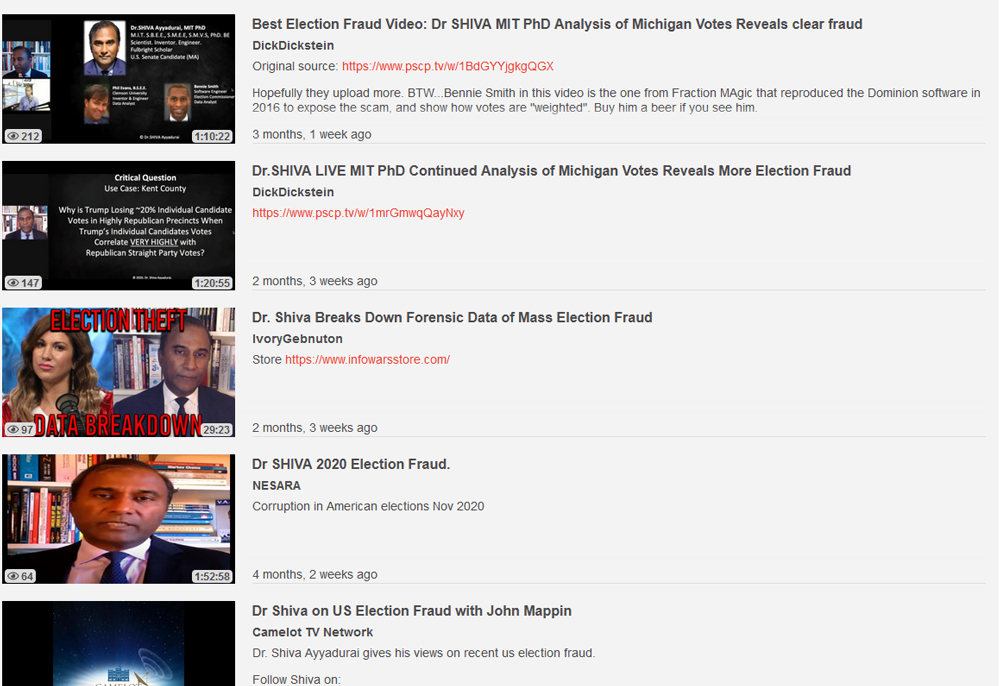 Dr.SHIVA Ayyadurai, MIT PhD
M.I.T. S.B.E.E., S.M.E.E., S.M.V.S, PhD. BE
Scientist. Inventor. Engineer.
Fulbright Scholar
U.S. Senate Candidate (MA)
Phil Evans, B.S.E.E.
Clemson University
Inventor & Engineer
Data Analyst
Bennie Smith
Software Engineer
Election Commissioner
Data Analyst
© Dr.SHIVA Ayyadurai
212
1:10:22
Best Election Fraud Video: Dr SHIVA MIT PhD Analysis of Michigan Votes Reveals clear fraud
DickDickstein
Original source: https://www.pscp.tv/w/1BdGYYjgkgQGX
Hopefully they upload more. BTW...Bennie Smith in this video is the one from Fraction MAgic that reproduced the Dominion software in
2016 to expose the scam, and show how votes are "weighted". Buy him a beer if you see him.
3 months, 1 week ago
Critical Question
Use Case: Kent County
Why is Trump Losing ~20% Individual Candidate
Votes in Highly Republican Precincts When
Trump's Individual Candidates Votes
Correlate VERY HIGHLY with
Republican Straight Party Votes?
147
1:20:55
Dr.SHIVA LIVE MIT PhD Continued Analysis of Michigan Votes Reveals More Election Fraud
DickDickstein
https://www.pscp.tv/w/1mrGmwqQayNxy
2 months, 3 weeks ago
ELECTION THEFT
DATA BREAKDOWN
97
29:23
Dr. Shiva Breaks Down Forensic Data of Mass Election Fraud
IvoryGebnuton
Store https://www.infowarsstore.com/
2 months, 3 weeks ago
64
1:52:58
Dr SHIVA 2020 Election Fraud.
NESARA
Corruption in American elections Nov 2020
4 months, 2 weeks ago
Dr Shiva on US Election Fraud with John Mappin
Camelot TV Network
Dr. Shiva Ayyadurai gives his views on recent us election fraud.
Follow Shiva on: